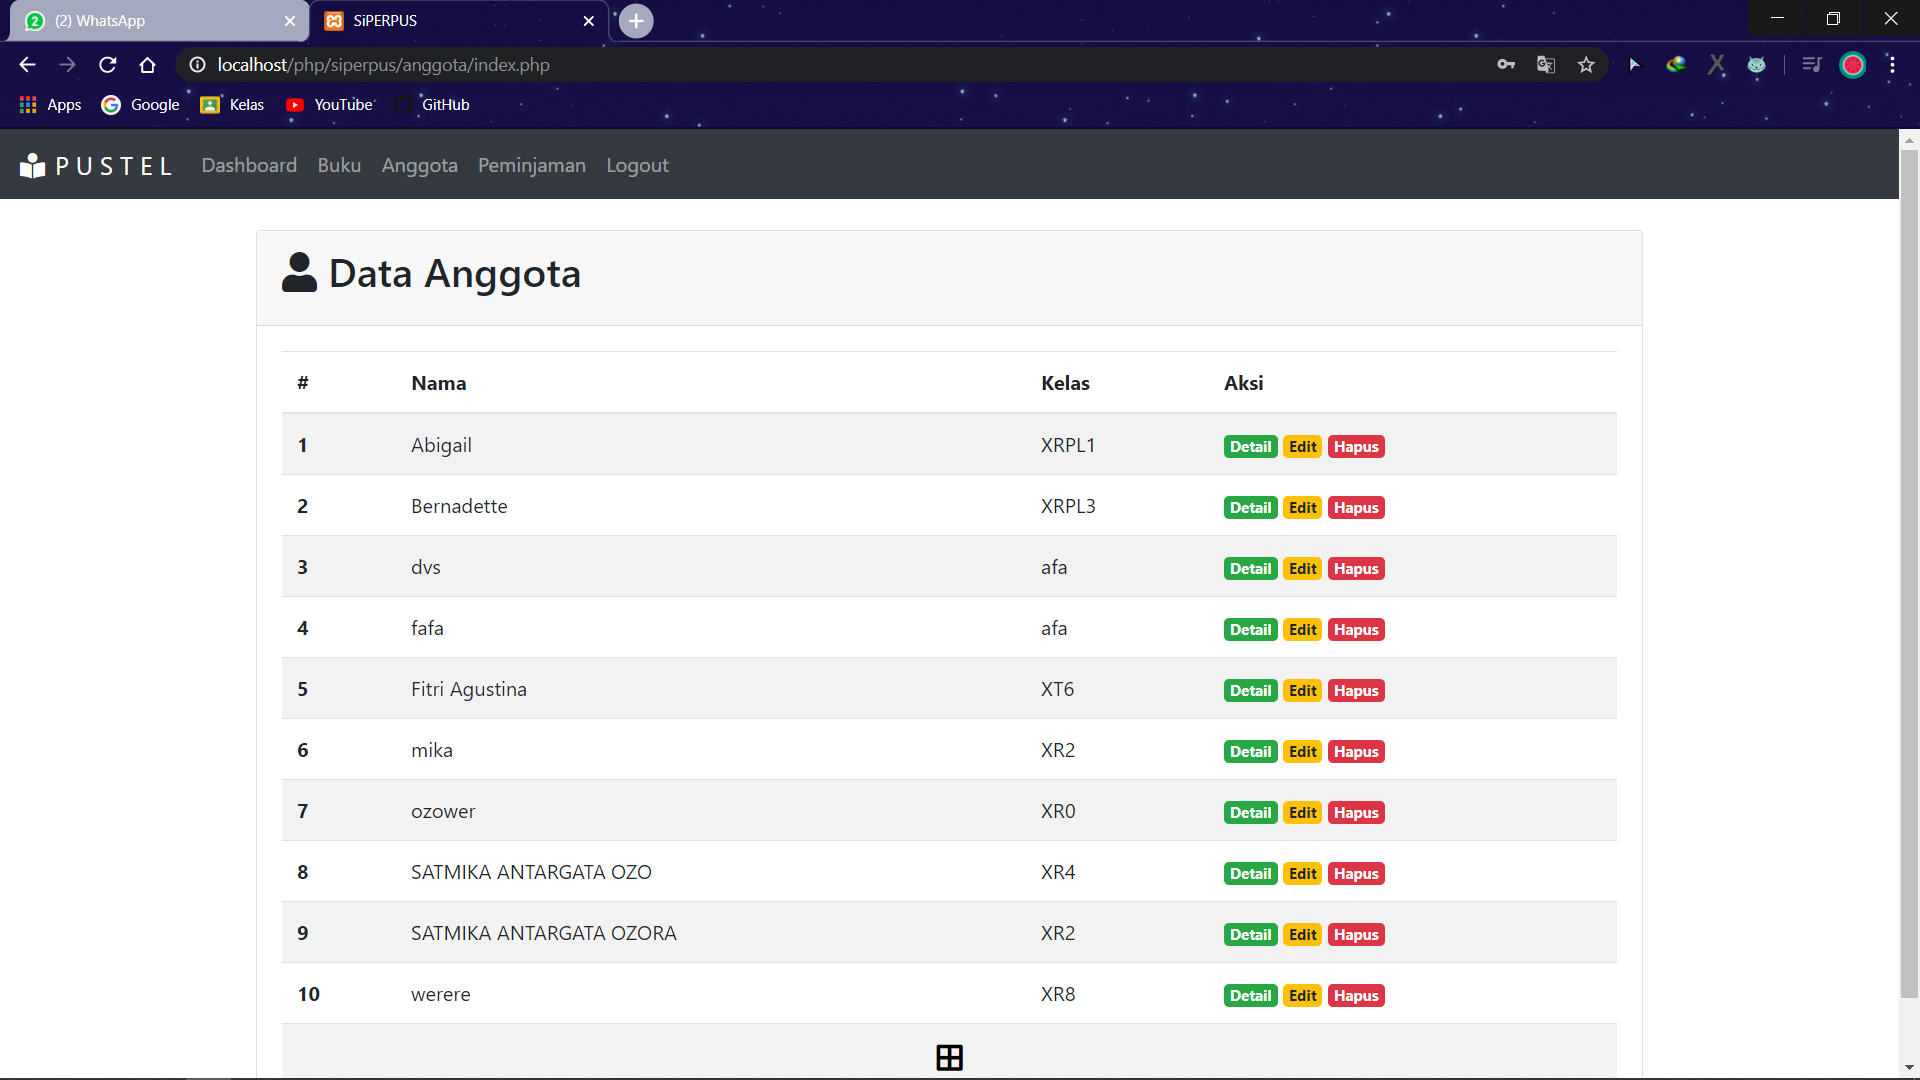 (2) WhatsApp
SiPERPUS
localhost/php/siperpus/anggota/index.php
Apps Google Kelas YouTube GitHub
PUSTEL Dashboard Buku Anggota Peminjaman Logout
Data Anggota
# Nama Kelas Aksi
1 Abigail XRPL1 Detail Edit Hapus
2 Bernadette XRPL3 Detail Edit Hapus
3 dvs afa Detail Edit Hapus
4 fafa afa Detail Edit Hapus
5 Fitri Agustina XT6 Detail Edit Hapus
6 mika XR2 Detail Edit Hapus
7 ozower XR0 Detail Edit Hapus
8 SATMIKA ANTARGATA OZO XR4 Detail Edit Hapus
9 SATMIKA ANTARGATA OZORA XR2 Detail Edit Hapus
10 werere XR8 Detail Edit Hapus